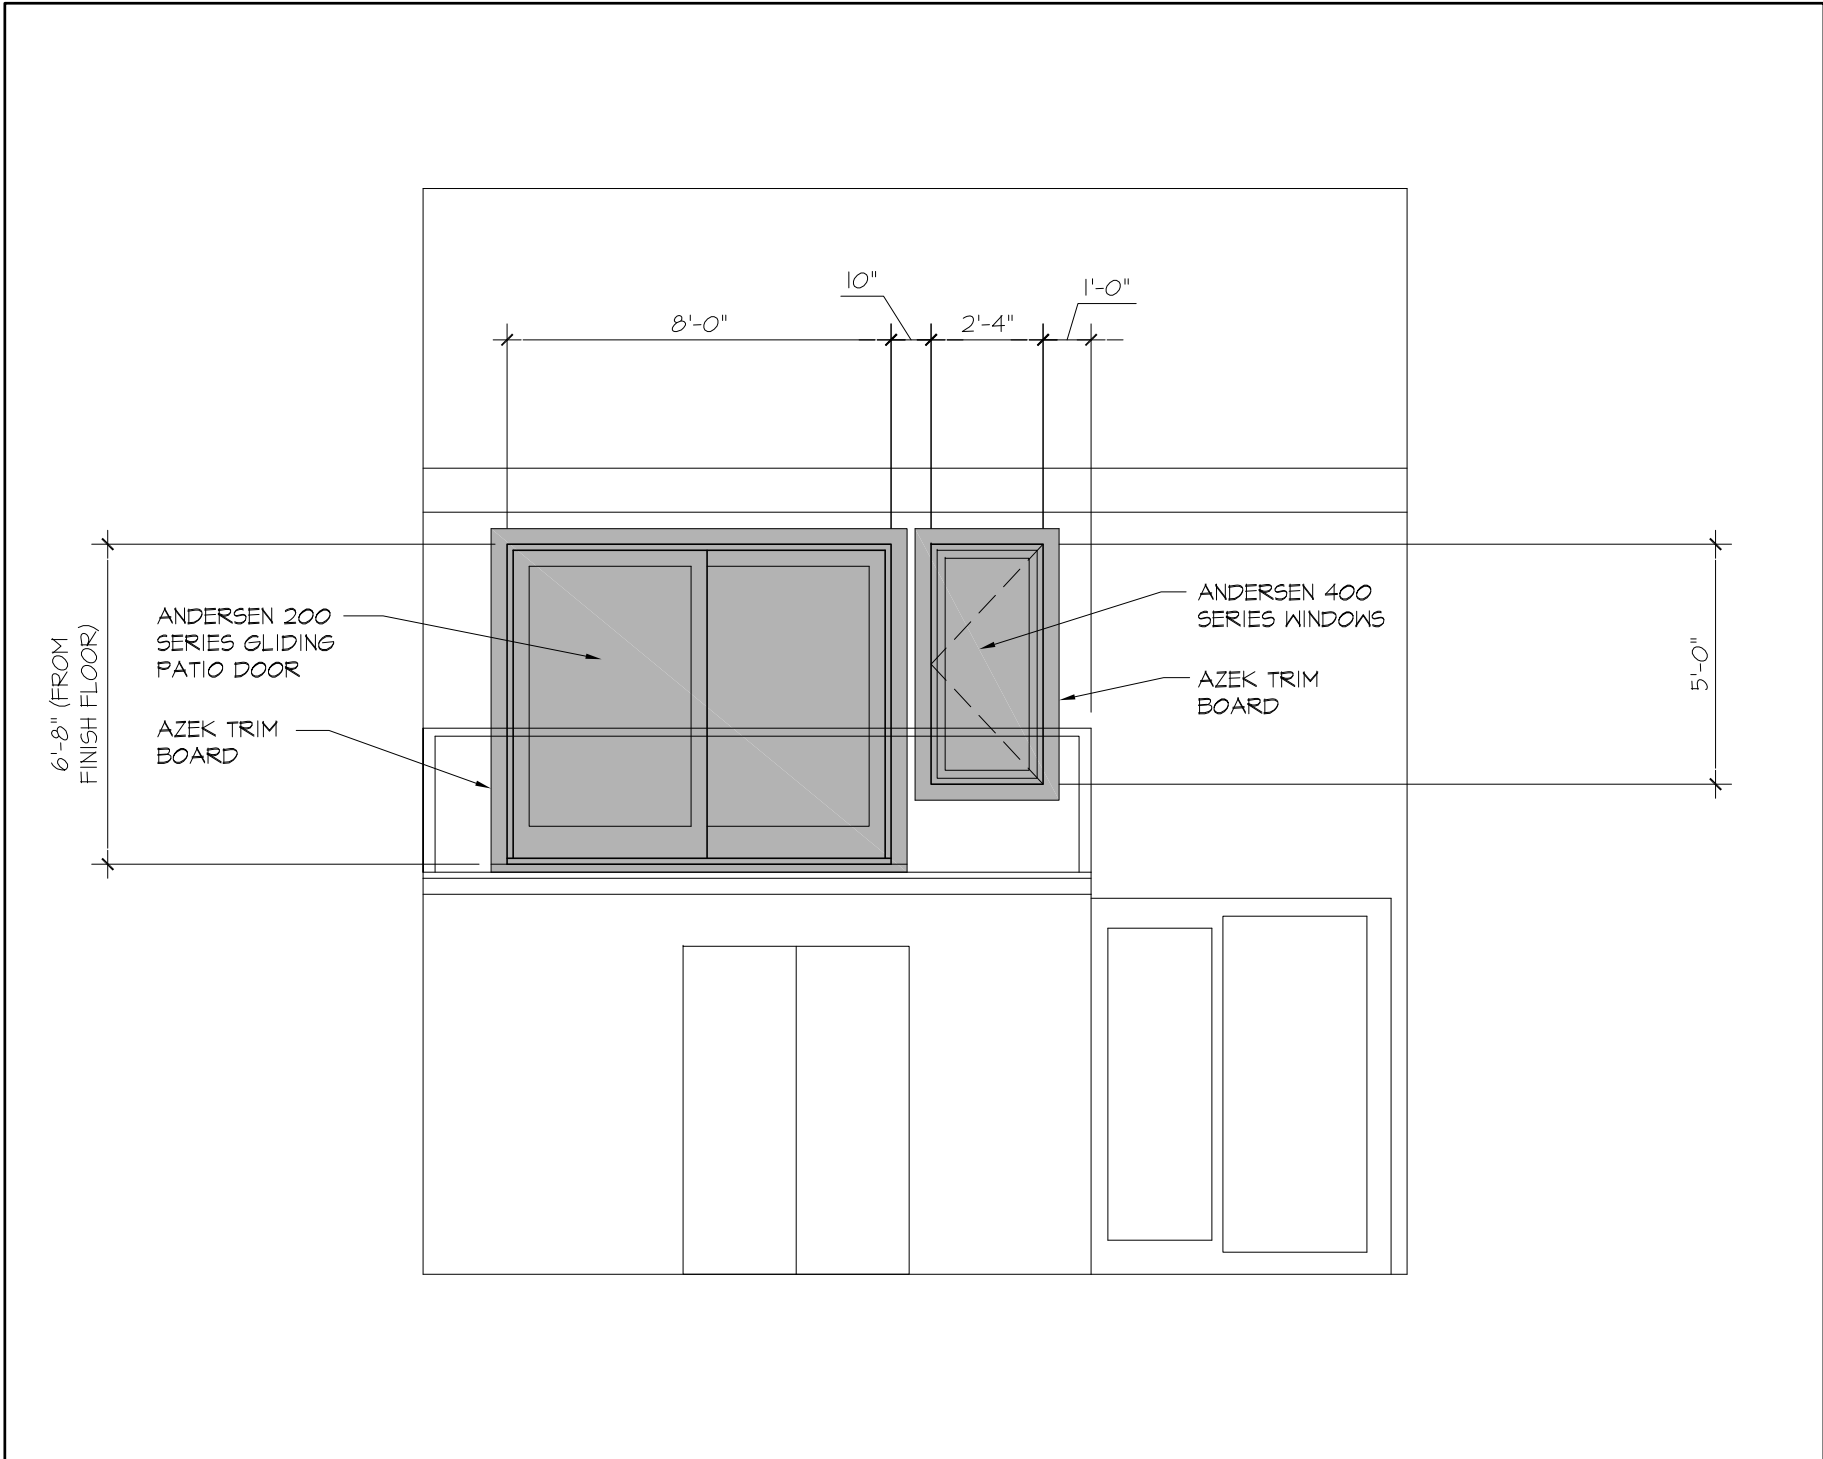 10"
1'-0"
8'-0"
2'-4"
ANDERSEN 200
SERIES GLIDING
PATIO DOOR
AZEK TRIM
BOARD
6'-8" (FROM
FINISH FLOOR)
ANDERSEN 400
SERIES WINDOWS
AZEK TRIM
BOARD
5'-0"